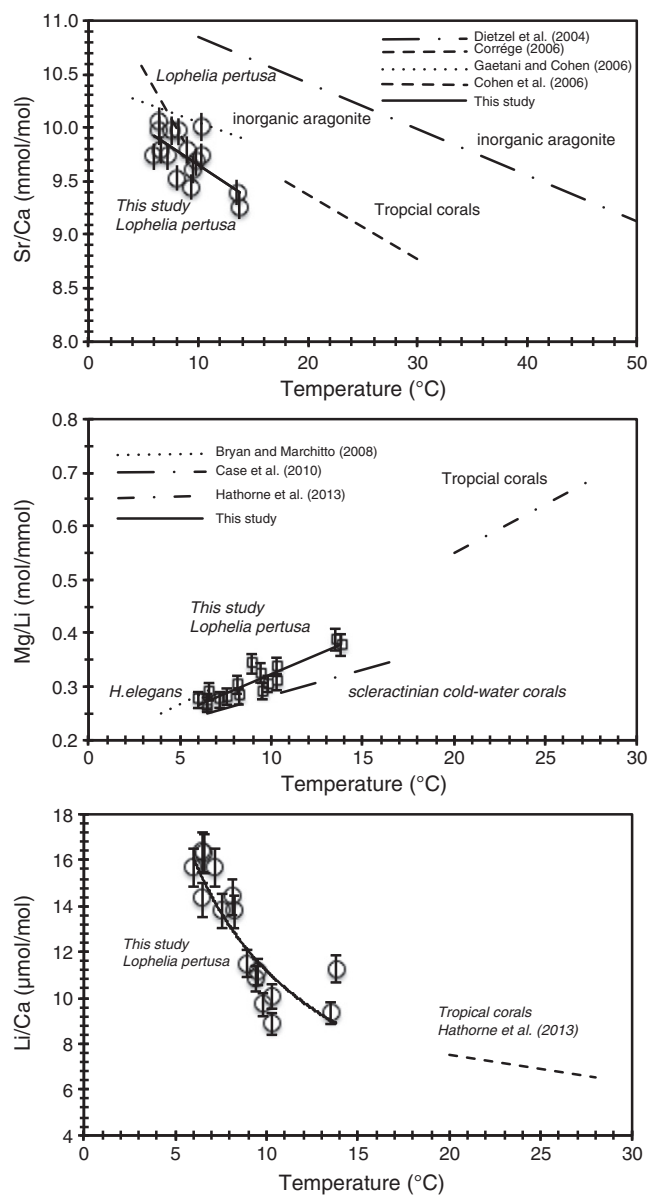 11.0
10.5
10.0
9.5
9.0
8.5
8.0
Sr/Ca (mmol/mol)
Dietzel et al. (2004)
Corrége (2006)
Gaetani and Cohen (2006)
Cohen et al. (2006)
This study
Lophelia pertusa
inorganic aragonite
inorganic aragonite
This study
Lophelia pertusa
Tropcial corals
0 10 20 30 40 50
Temperature (°C)
0.8
0.7
0.6
0.5
0.4
0.3
0.2
Mg/Li (mol/mmol)
Bryan and Marchitto (2008)
Case et al. (2010)
Hathorne et al. (2013)
This study
Tropcial corals
This study
Lophelia pertusa
H.elegans
scleractinian cold-water corals
0 5 10 15 20 25 30
Temperature (°C)
18
16
14
12
10
8
6
4
Li/Ca (μmol/mol)
This study
Lophelia pertusa
Tropical corals
Hathorne et al. (2013)
0 5 10 15 20 25 30
Temperature (°C)